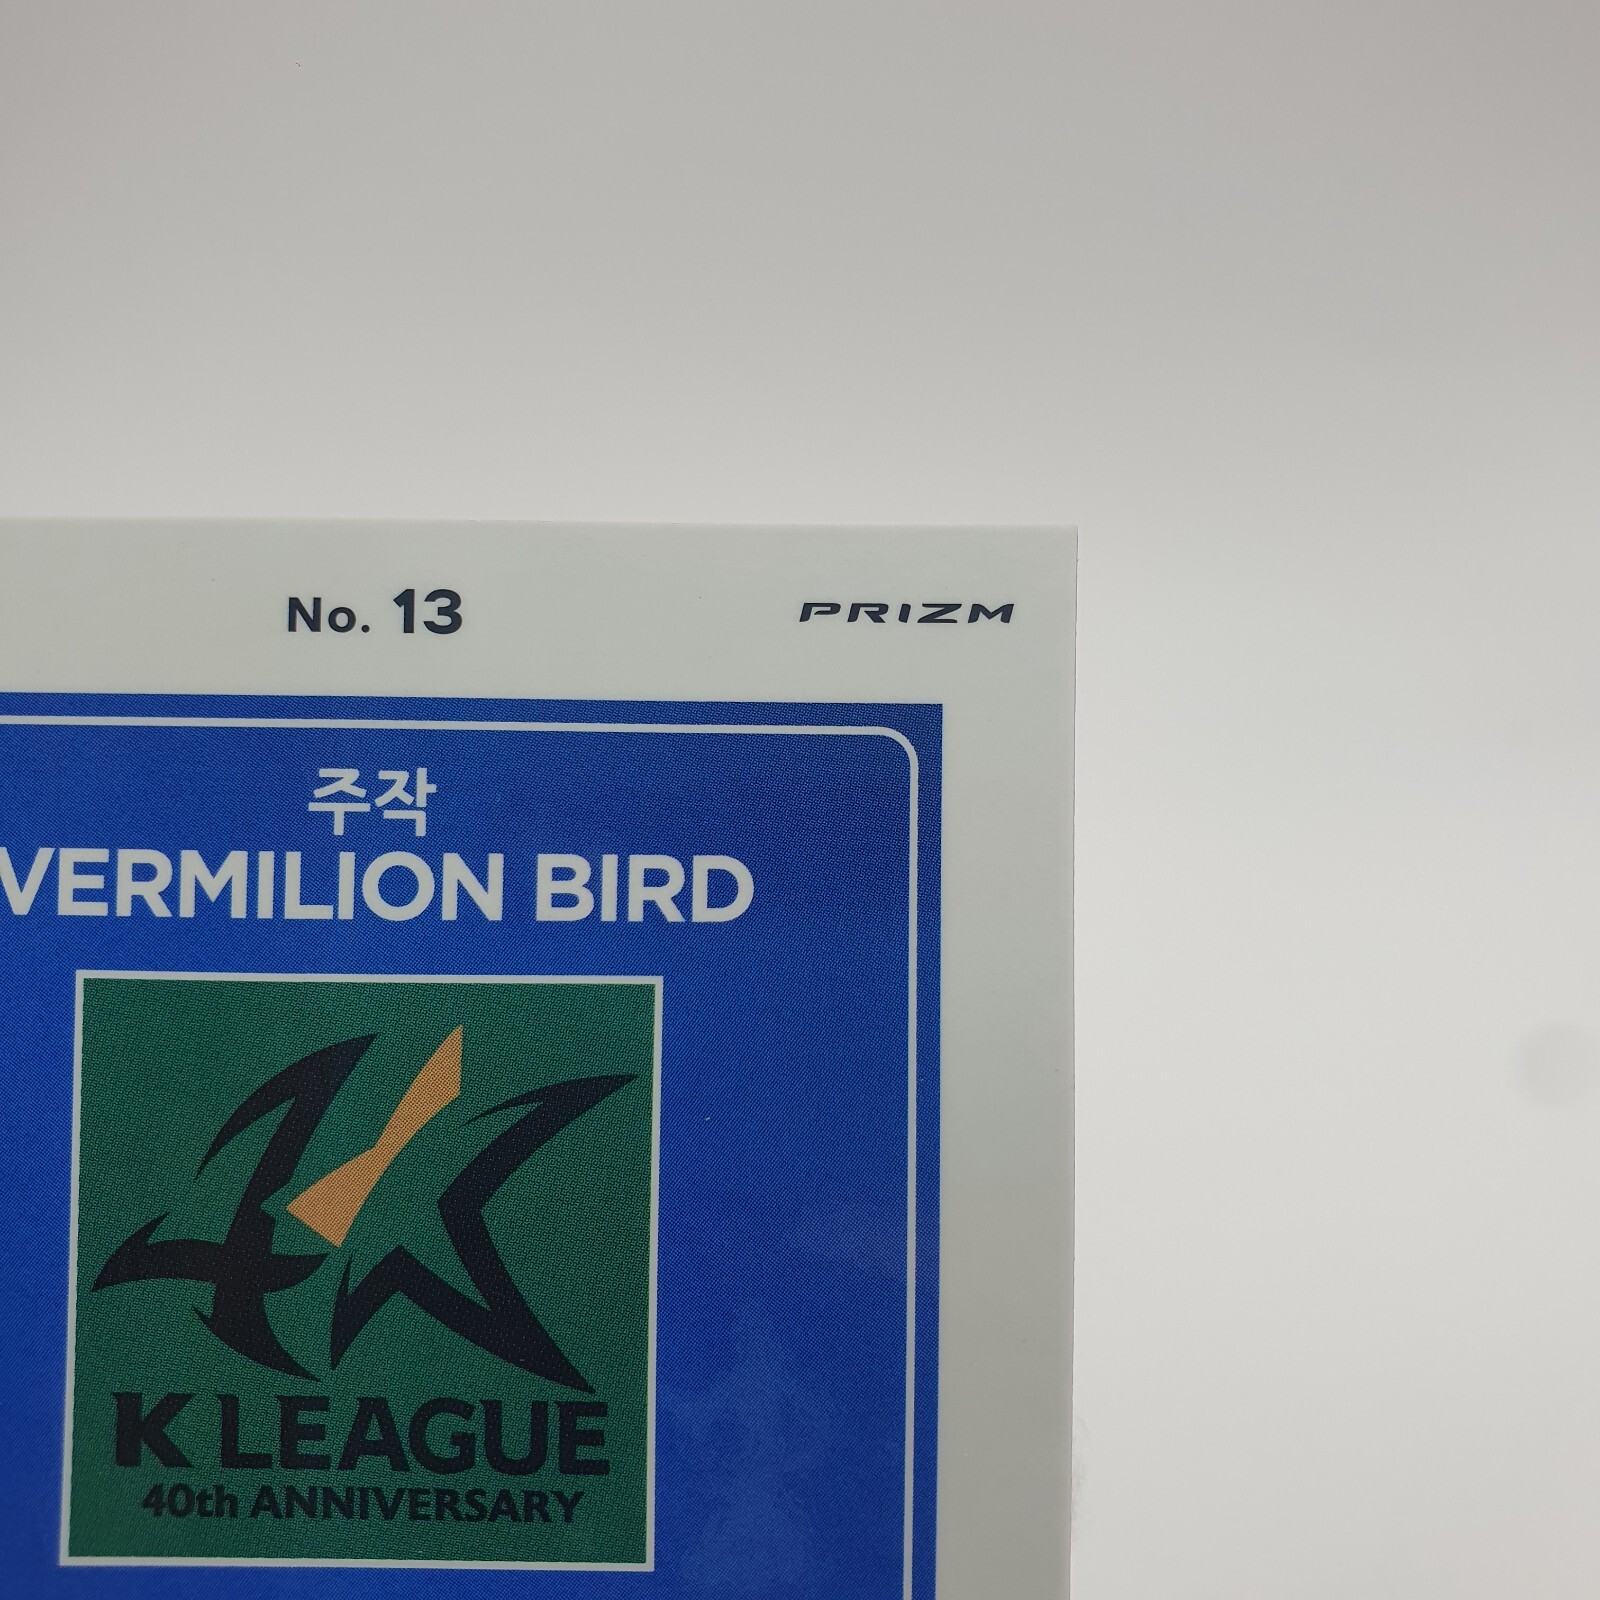 No. 13
PRIZM
주작
VERMILION BIRD
K LEAGUE
40th ANNIVERSARY